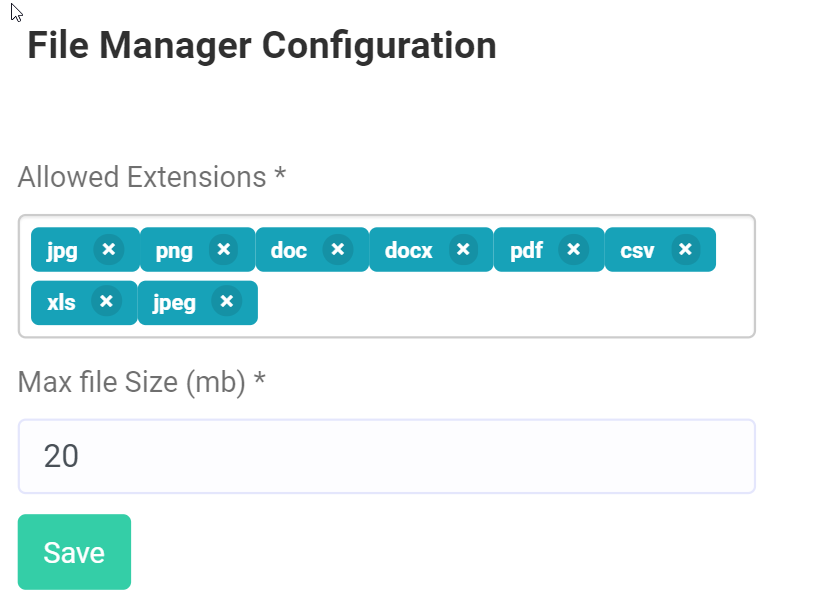 File Manager Configuration
Allowed Extensions *
jpg × png × doc × docx × pdf × csv ×
xls × jpeg ×
Max file Size (mb) *
20
Save